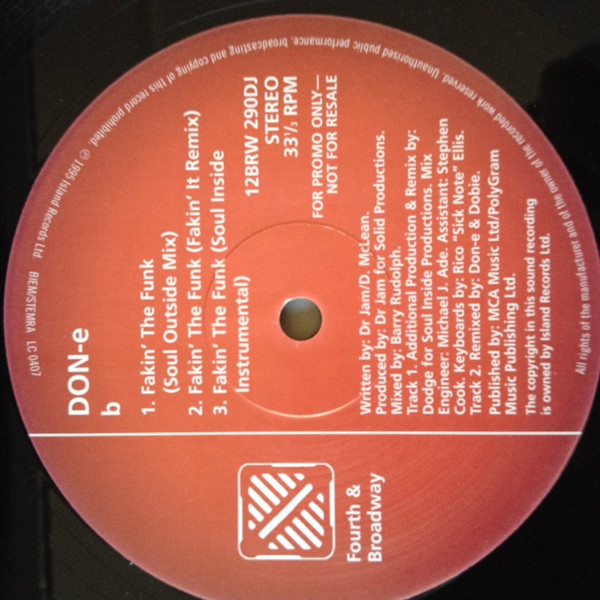 DON-e
b
1. Fakin' The Funk
(Soul Outside Mix)
2. Fakin' The Funk (Fakin' It Remix)
3. Fakin' The Funk (Soul Inside
Instrumental)
12BRW 290DJ
STEREO
33⅓ RPM
FOR PROMO ONLY—
NOT FOR RESALE
Written by: Dr Jam/D. McLean.
Produced by: Dr Jam for Solid Productions.
Mixed by: Barry Rudolph.
Track 1. Additional Production & Remix by:
Dodge for Soul Inside Productions. Mix
Engineer: Michael J. Ade. Assistant: Stephen
Cook. Keyboards by: Rito "Sick Note" Ellis.
Track 2. Remixed by: Don-e & Dobie.
Published by: MCA Music Ltd/PolyGram
Music Publishing Ltd.
The copyright in this sound recording
is owned by Island Records Ltd.
Fourth &
Broadway
All rights of the manufacturer and of the owner of the recorded work reserved. Unauthorised public performance, broadcasting and copying of this record prohibited. ℗ 1995 Island Records Ltd. BIEM/STEMRA LC 0407